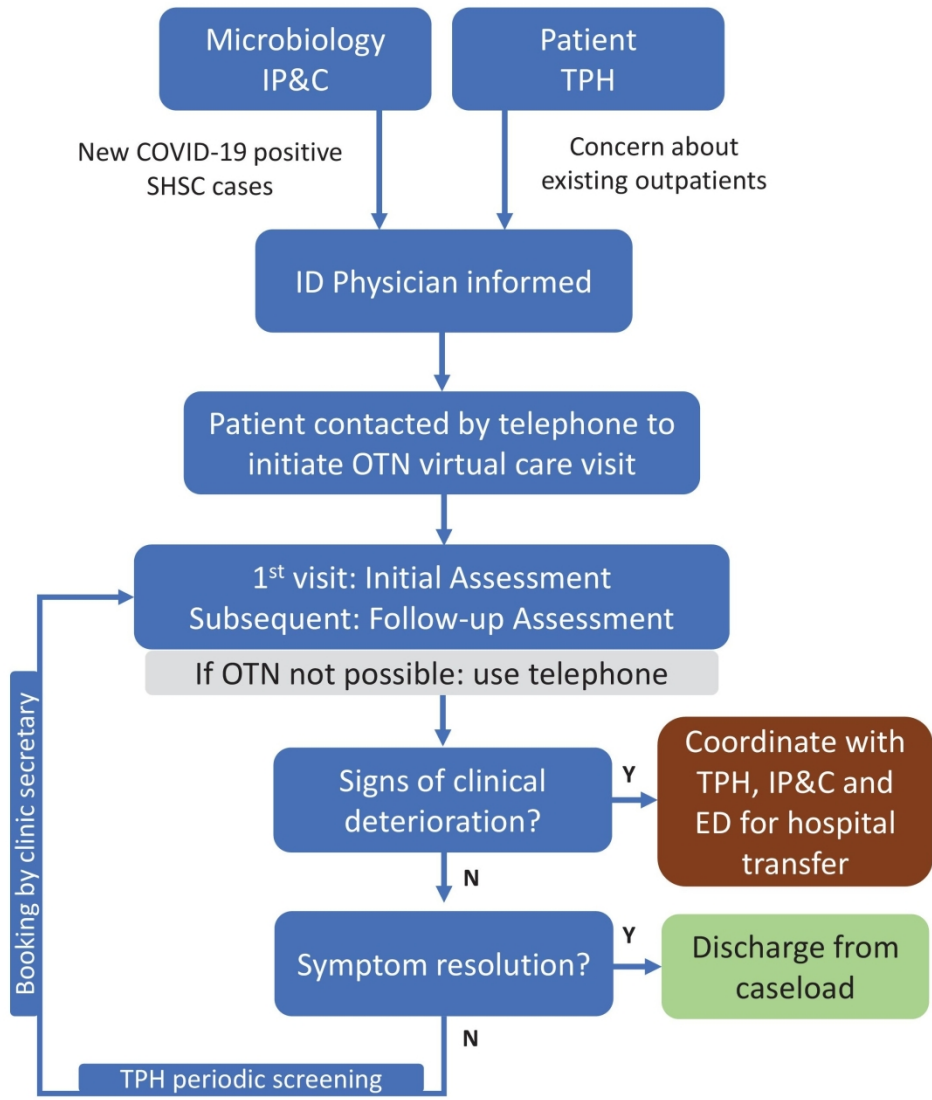 Microbiology
IP&C
Patient
TPH
New COVID-19 positive
SHSC cases
Concern about
existing outpatients
ID Physician informed
Patient contacted by telephone to
initiate OTN virtual care visit
1st visit: Initial Assessment
Subsequent: Follow-up Assessment
If OTN not possible: use telephone
Signs of clinical
deterioration?
Y
Coordinate with
TPH, IP&C and
ED for hospital
transfer
N
Symptom resolution?
Y
Discharge from
caseload
N
TPH periodic screening
Booking by clinic secretary